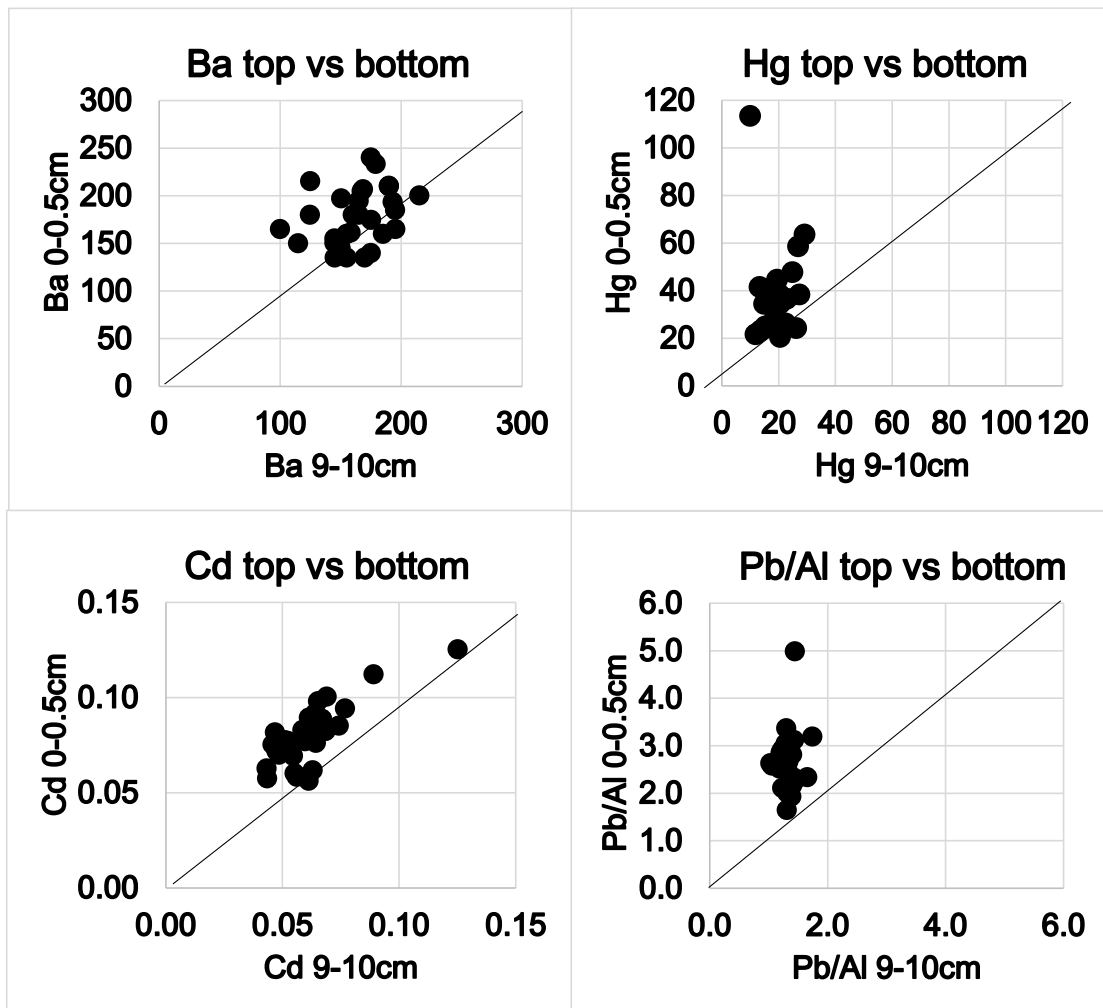 Ba top vs bottom
300
250
200
150
100
50
0
Ba 0-0.5cm
0 100 200 300
Ba 9-10cm
Hg top vs bottom
120
100
80
60
40
20
0
Hg 0-0.5cm
0 20 40 60 80 100 120
Hg 9-10cm
Cd top vs bottom
0.15
0.10
0.05
0.00
Cd 0-0.5cm
0.00 0.05 0.10 0.15
Cd 9-10cm
Pb/Al top vs bottom
6.0
5.0
4.0
3.0
2.0
1.0
0.0
Pb/Al 0-0.5cm
0.0 2.0 4.0 6.0
Pb/Al 9-10cm